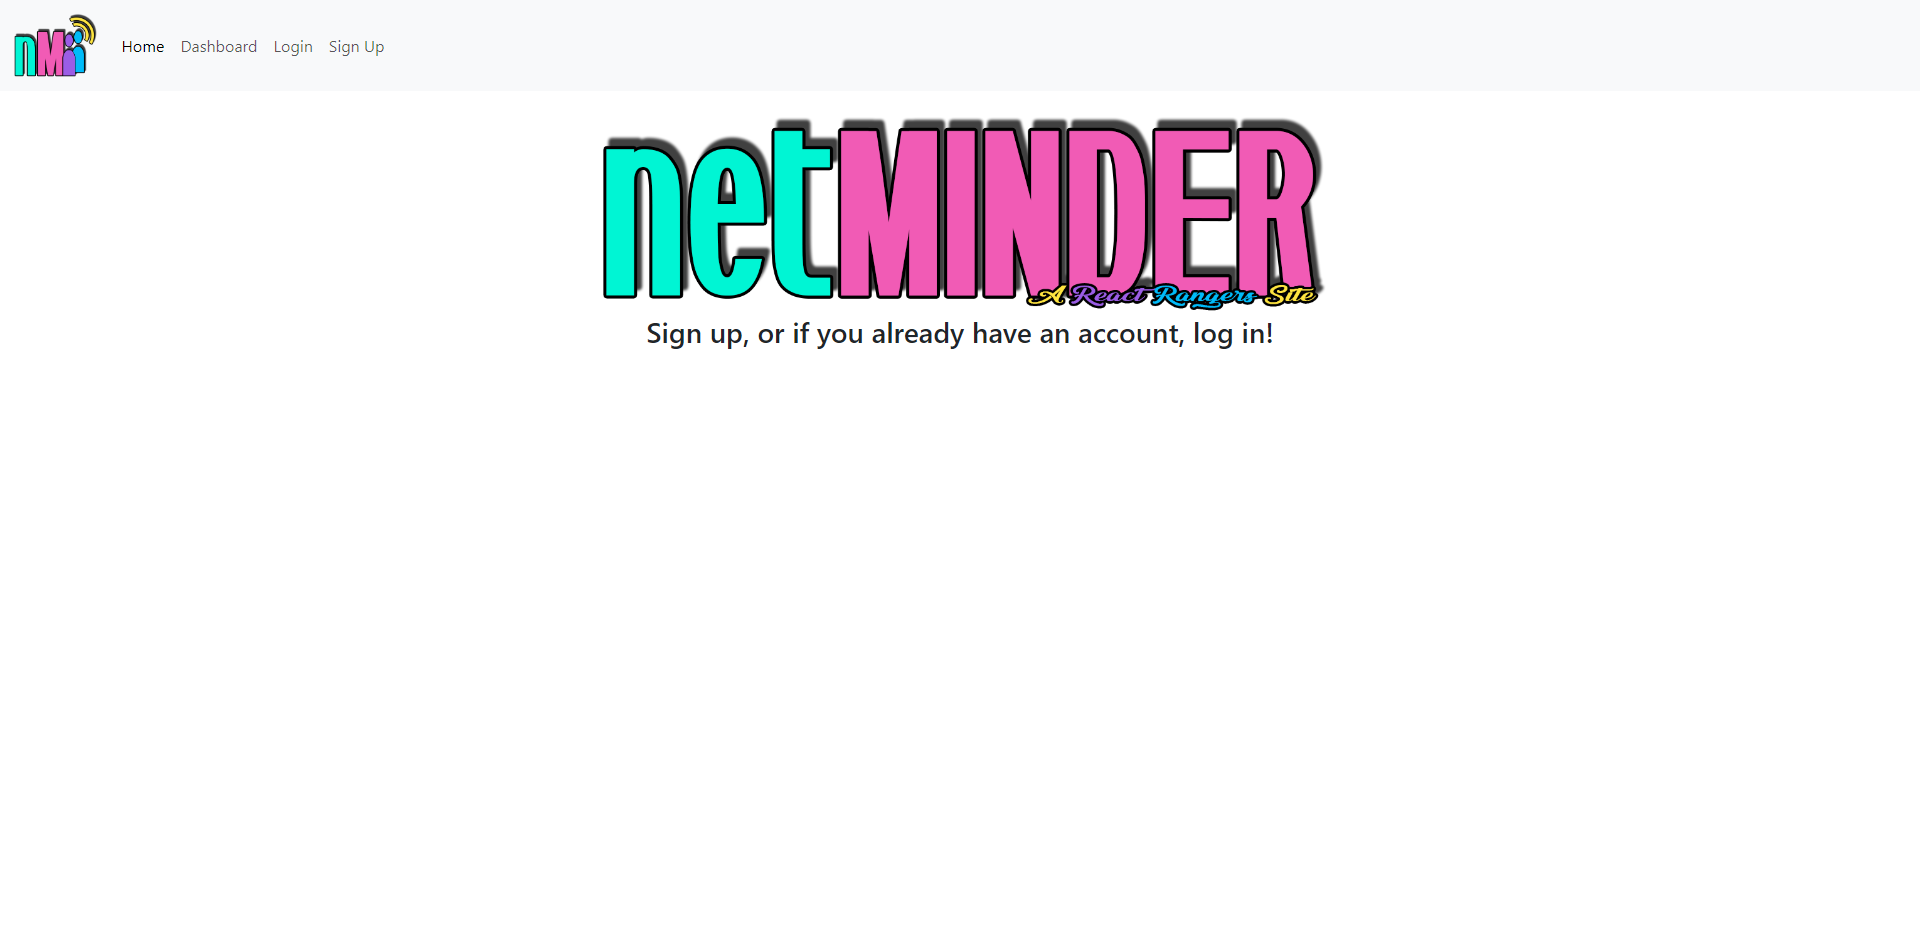 nM
Home Dashboard Login Sign Up
netMINDER
A React Rangers Site
Sign up, or if you already have an account, log in!